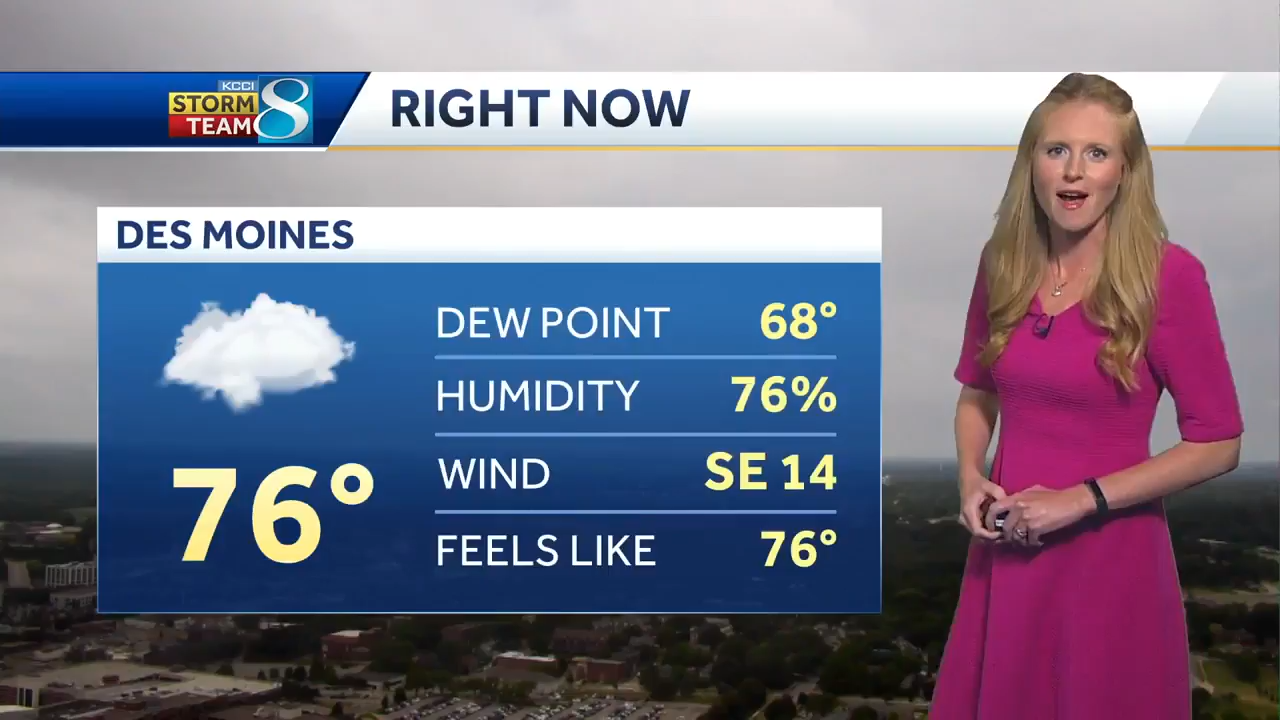 KCCI
STORM
TEAM 8
RIGHT NOW
DES MOINES
76°
DEW POINT 68°
HUMIDITY 76%
WIND SE 14
FEELS LIKE 76°